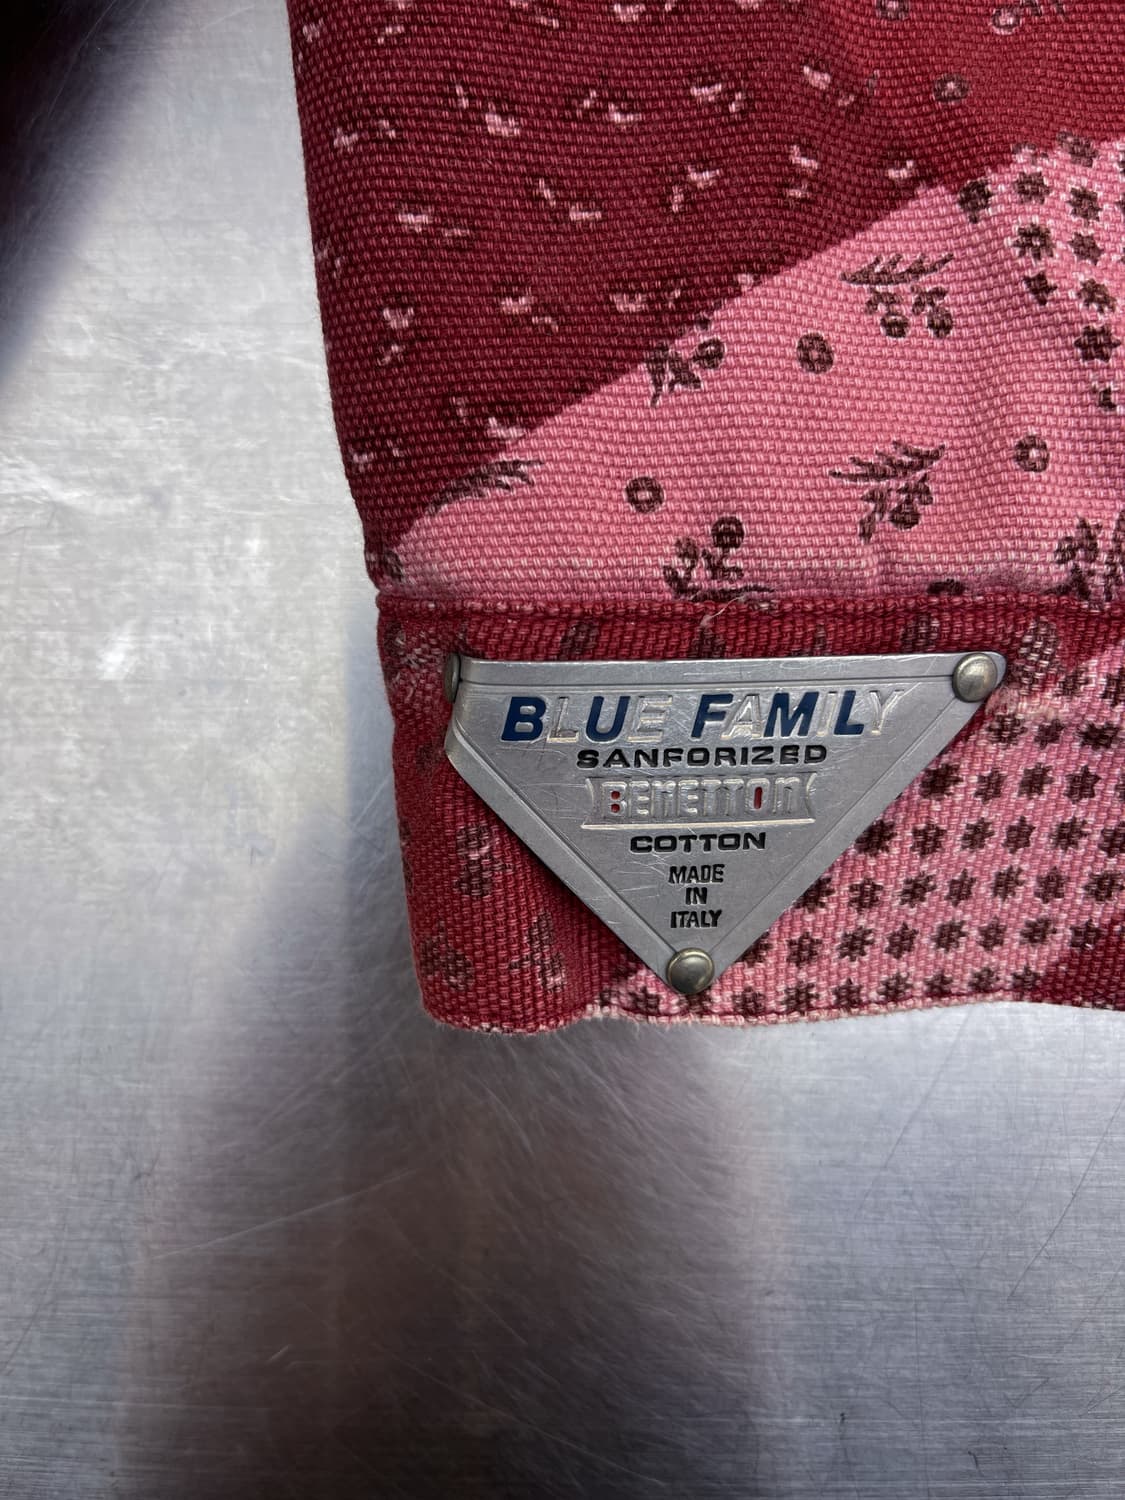 BLUE FAMILY
SANFORIZED
BENETTON
COTTON
MADE
IN
ITALY